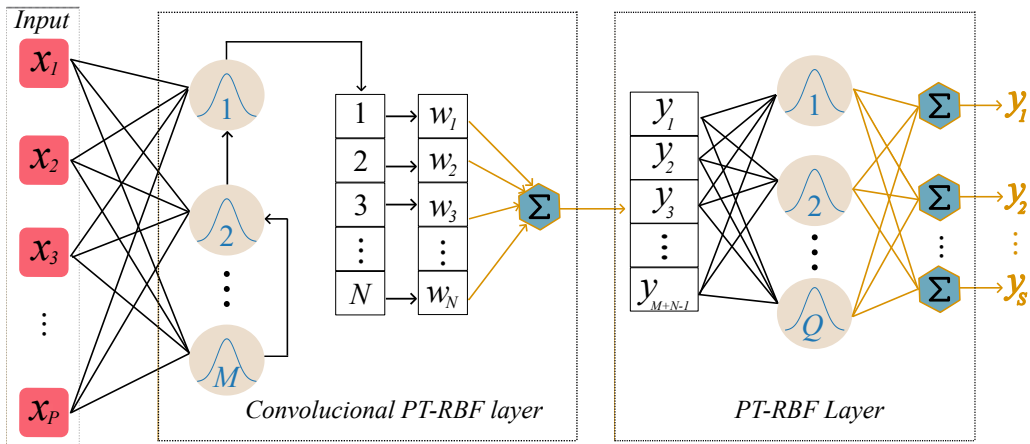 Input
x1
x2
x3
...
xP
1
2
...
M
1
2
3
...
N
w1
w2
w3
...
wN
Σ
Convolucional PT-RBF layer
y1
y2
y3
...
yM+N-1
1
2
...
Q
Σ
Σ
...
Σ
y1
y2
...
yS
PT-RBF Layer